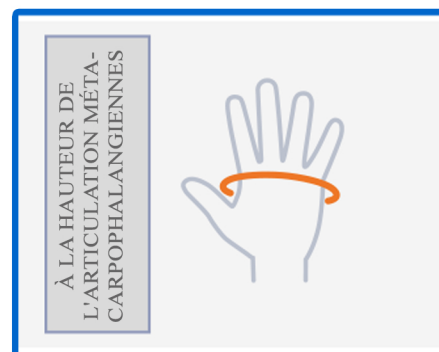 À LA HAUTEUR DE
L'ARTICULATION MÉTA-
CARPOPHALANGIENNES